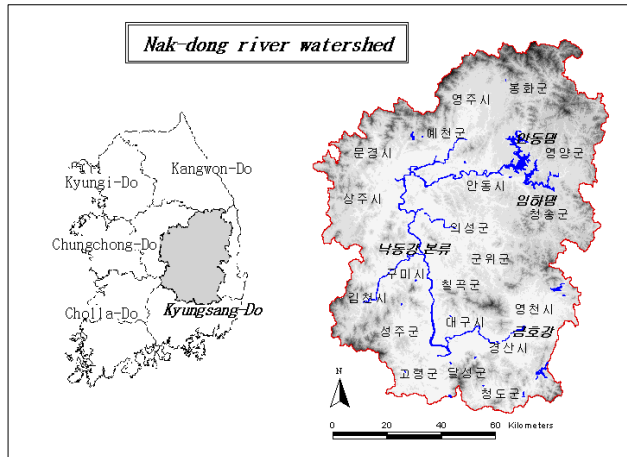 Nak-dong river watershed
Kangwon-Do
Kyungi-Do
Chungchong-Do
Cholla-Do
Kyungsang-Do
봉화군
영주시
예천군
안동댐
영양군
문경시
안동시
상주시
임하댐
청송군
의성군
낙동강 본류
군위군
구미시
칠곡군
김천시
영천시
대구시
금호강
성주군
경산시
고령군
달성군
청도군
N
0 20 40 60 Kilometers